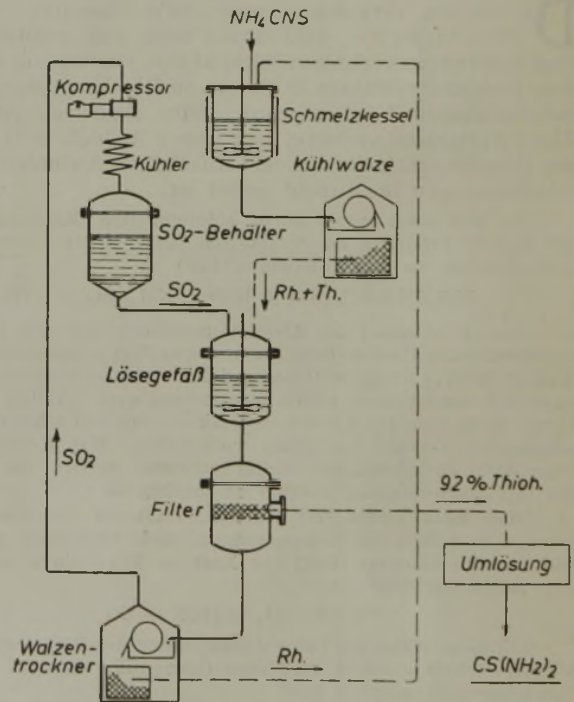 NH₄CNS
Kompressor
Schmelzkessel
Kühler
Kühlwalze
SO₂-Behälter
SO₂
Rh.+Th.
Lösegefäß
SO₂
Filter
92%.Thioh.
Umlösung
Walzen-
trockner
Rh.
CS(NH₂)₂